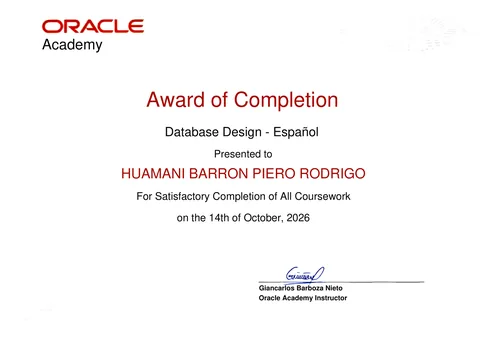 ORACLE
Academy
Award of Completion
Database Design - Español
Presented to
HUAMANI BARRON PIERO RODRIGO
For Satisfactory Completion of All Coursework
on the 14th of October, 2026
Giancarlos Barboza Nieto
Oracle Academy Instructor